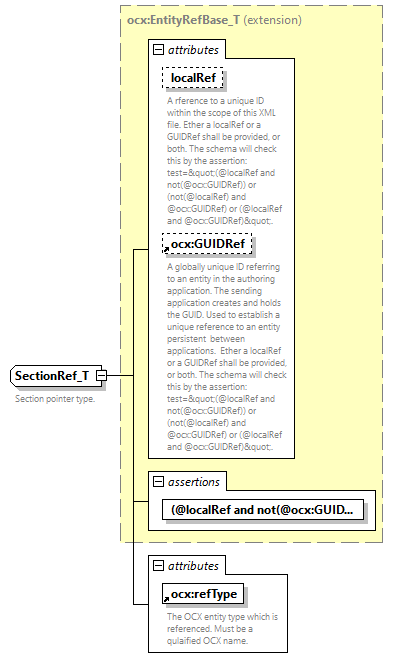 ocx:EntityRefBase_T (extension)
attributes
localRef
A rference to a unique ID
within the scope of this XML
file. Ether a localRef or a
GUIDRef shall be provided, or
both. The schema will check
this by the assertion:
test=&quot;(@localRef and
not(@ocx:GUIDRef)) or
(not(@localRef) and
@ocx:GUIDRef) or (@localRef
and @ocx:GUIDRef)&quot;.
ocx:GUIDRef
A globally unique ID referring
to an entity in the authoring
application. The sending
application creates and holds
the GUID. Used to establish a
unique reference to an entity
persistent between
applications. Ether a localRef
or a GUIDRef shall be provided,
or both. The schema will check
this by the assertion:
test=&quot;(@localRef and
not(@ocx:GUIDRef)) or
(not(@localRef) and
@ocx:GUIDRef) or (@localRef
and @ocx:GUIDRef)&quot;.
SectionRef_T
Section pointer type.
assertions
(@localRef and not(@ocx:GUID...
attributes
ocx:refType
The OCX entity type which is
referenced. Must be a
qulaified OCX name.